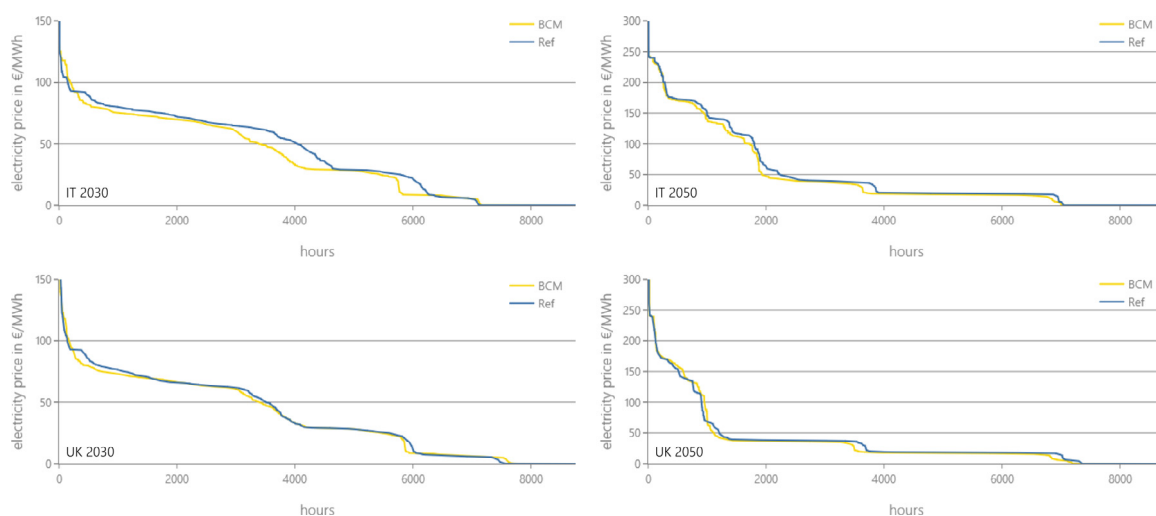 electricity price in €/MWh
150
100
50
0
BCM
Ref
IT 2030
0
2000
4000
6000
8000
hours
electricity price in €/MWh
300
250
200
150
100
50
0
BCM
Ref
IT 2050
0
2000
4000
6000
8000
hours
electricity price in €/MWh
150
100
50
0
BCM
Ref
UK 2030
0
2000
4000
6000
8000
hours
electricity price in €/MWh
300
250
200
150
100
50
0
BCM
Ref
UK 2050
0
2000
4000
6000
8000
hours